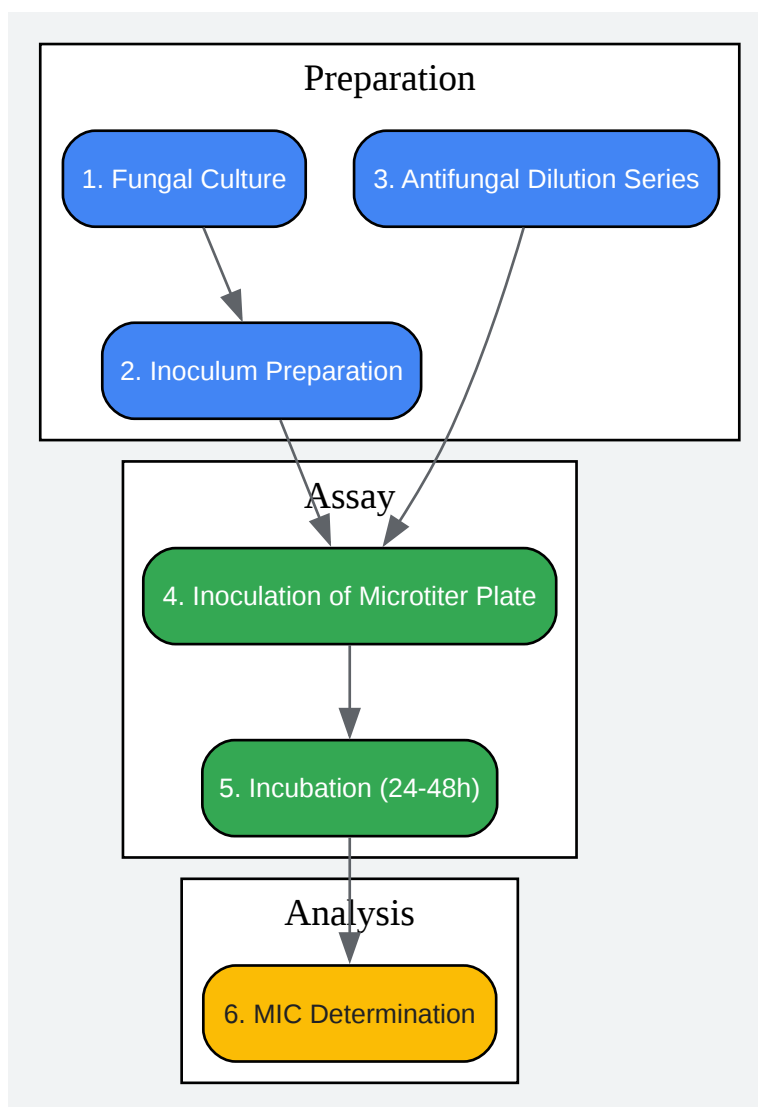 Preparation
1. Fungal Culture
3. Antifungal Dilution Series
2. Inoculum Preparation
Assay
4. Inoculation of Microtiter Plate
5. Incubation (24-48h)
Analysis
6. MIC Determination